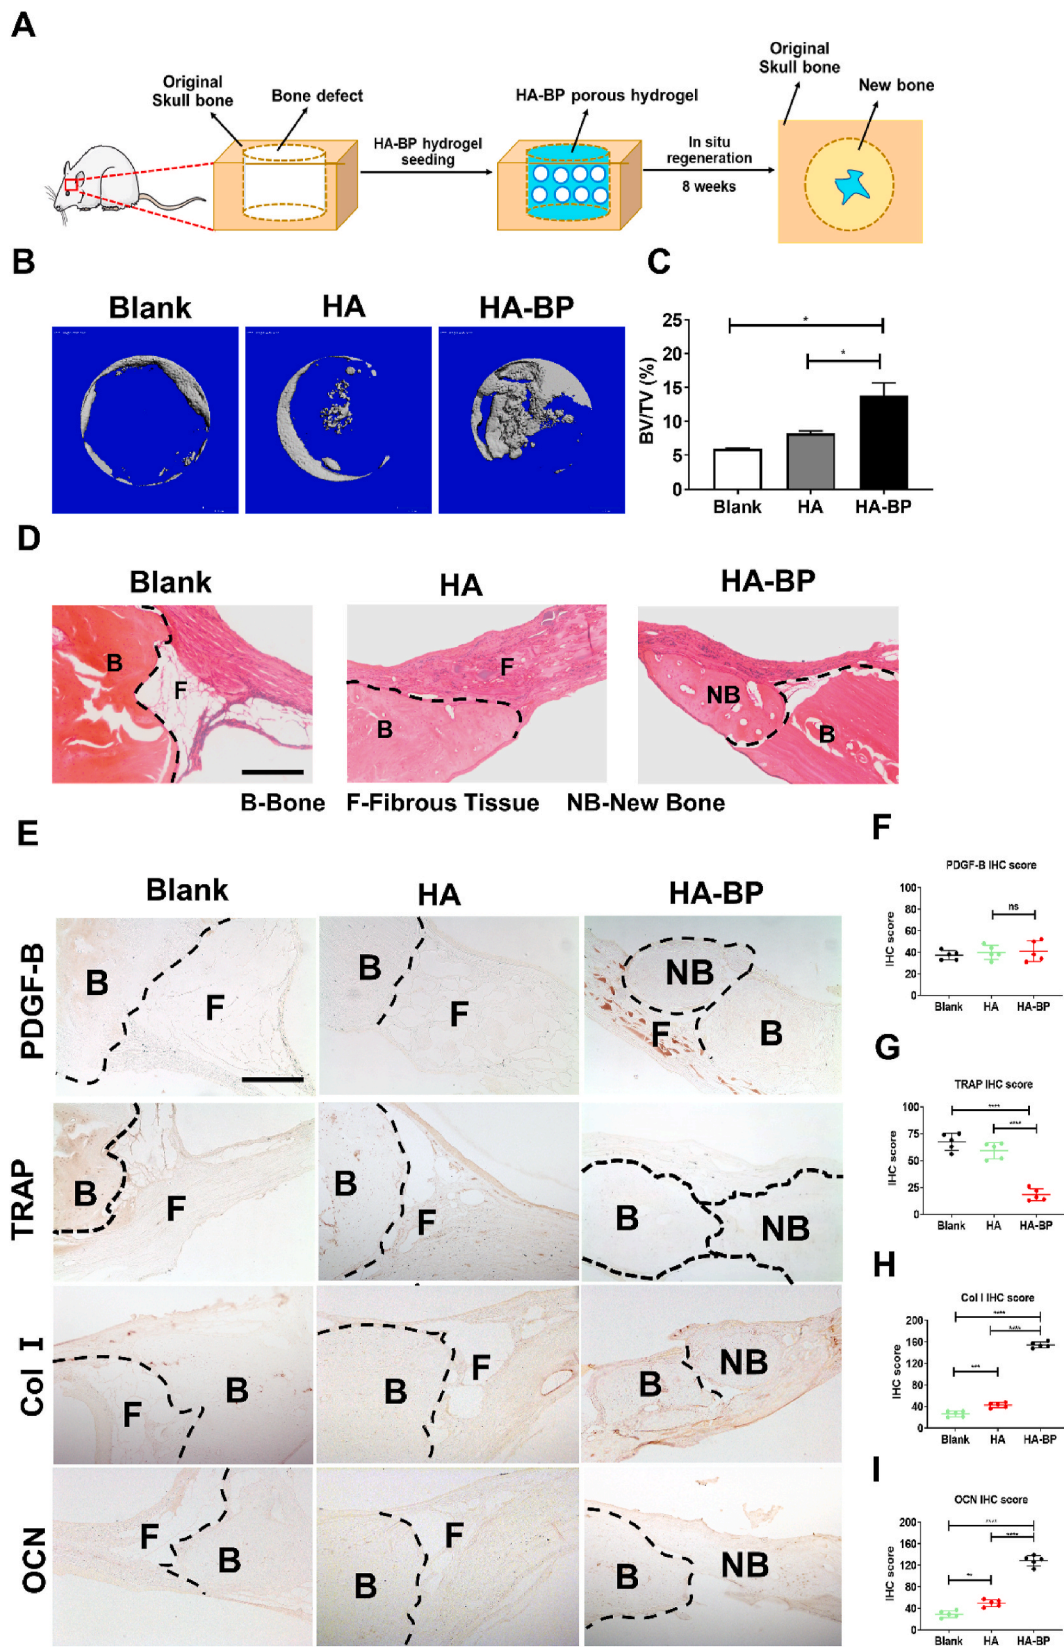 A
Original
Skull bone
Bone defect
HA-BP hydrogel
seeding
HA-BP porous hydrogel
In situ
regeneration
8 weeks
Original
Skull bone
New bone
B
Blank
HA
HA-BP
C
BV/TV (%)
25
20
15
10
5
0
*
*
Blank
HA
HA-BP
D
Blank
HA
HA-BP
B
F
F
B
NB
B
B-Bone F-Fibrous Tissue NB-New Bone
E
Blank
HA
HA-BP
PDGF-B
B
F
B
F
NB
F
B
TRAP
B
F
B
F
B
NB
Col I
F
B
B
F
B
NB
OCN
F
B
B
F
B
NB
F
PDGF-B IHC score
IHC score
100
80
60
40
20
0
ns
Blank
HA
HA-BP
G
TRAP IHC score
IHC score
100
75
50
25
0
****
****
Blank
HA
HA-BP
H
Col I IHC score
IHC score
200
160
120
80
40
0
****
****
***
Blank
HA
HA-BP
I
OCN IHC score
IHC score
200
160
120
80
40
0
****
****
**
Blank
HA
HA-BP